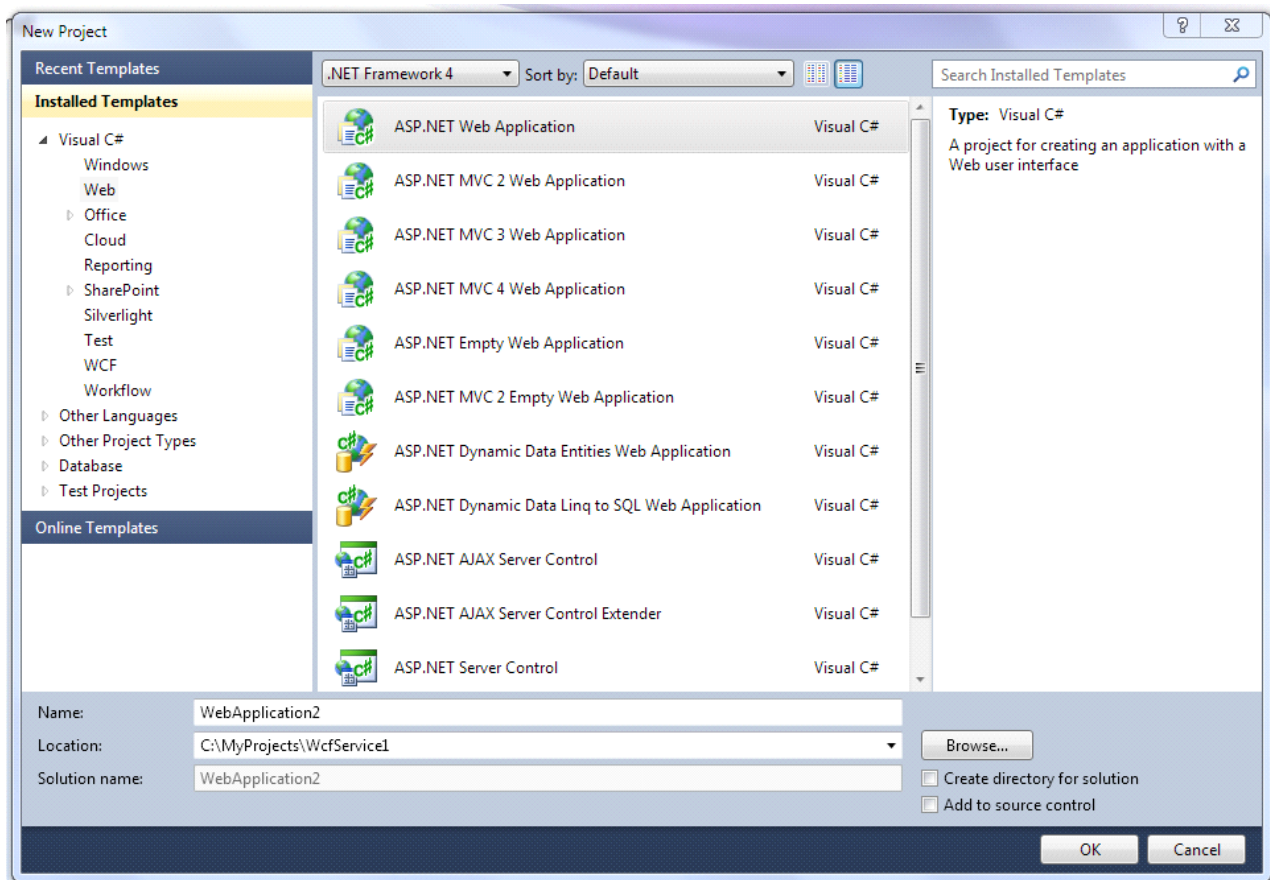 New Project
Recent Templates
Installed Templates
Visual C#
Windows
Web
Office
Cloud
Reporting
SharePoint
Silverlight
Test
WCF
Workflow
Other Languages
Other Project Types
Database
Test Projects
Online Templates
.NET Framework 4 Sort by: Default
ASP.NET Web Application Visual C#
ASP.NET MVC 2 Web Application Visual C#
ASP.NET MVC 3 Web Application Visual C#
ASP.NET MVC 4 Web Application Visual C#
ASP.NET Empty Web Application Visual C#
ASP.NET MVC 2 Empty Web Application Visual C#
ASP.NET Dynamic Data Entities Web Application Visual C#
ASP.NET Dynamic Data Linq to SQL Web Application Visual C#
ASP.NET AJAX Server Control Visual C#
ASP.NET AJAX Server Control Extender Visual C#
ASP.NET Server Control Visual C#
Search Installed Templates
Type: Visual C#
A project for creating an application with a
Web user interface
Name: WebApplication2
Location: C:\MyProjects\WcfService1 Browse...
Solution name: WebApplication2
Create directory for solution
Add to source control
OK Cancel